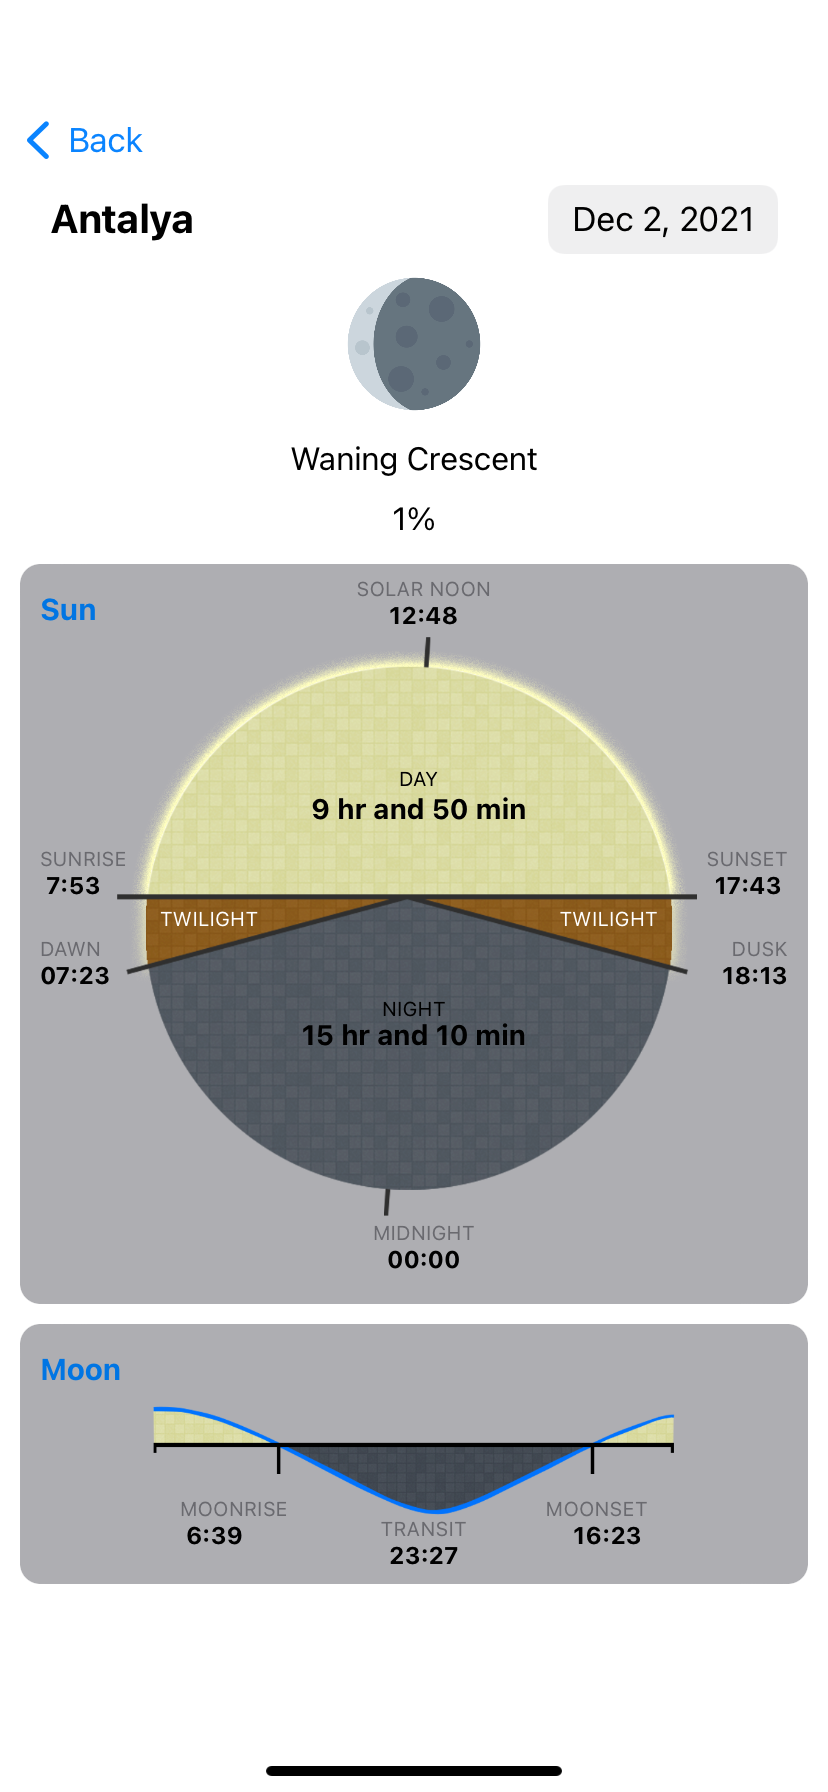 Back
Antalya
Dec 2, 2021
Waning Crescent
1%
Sun
SOLAR NOON
12:48
DAY
9 hr and 50 min
SUNRISE
7:53
SUNSET
17:43
TWILIGHT
TWILIGHT
DAWN
07:23
DUSK
18:13
NIGHT
15 hr and 10 min
MIDNIGHT
00:00
Moon
MOONRISE
6:39
TRANSIT
23:27
MOONSET
16:23